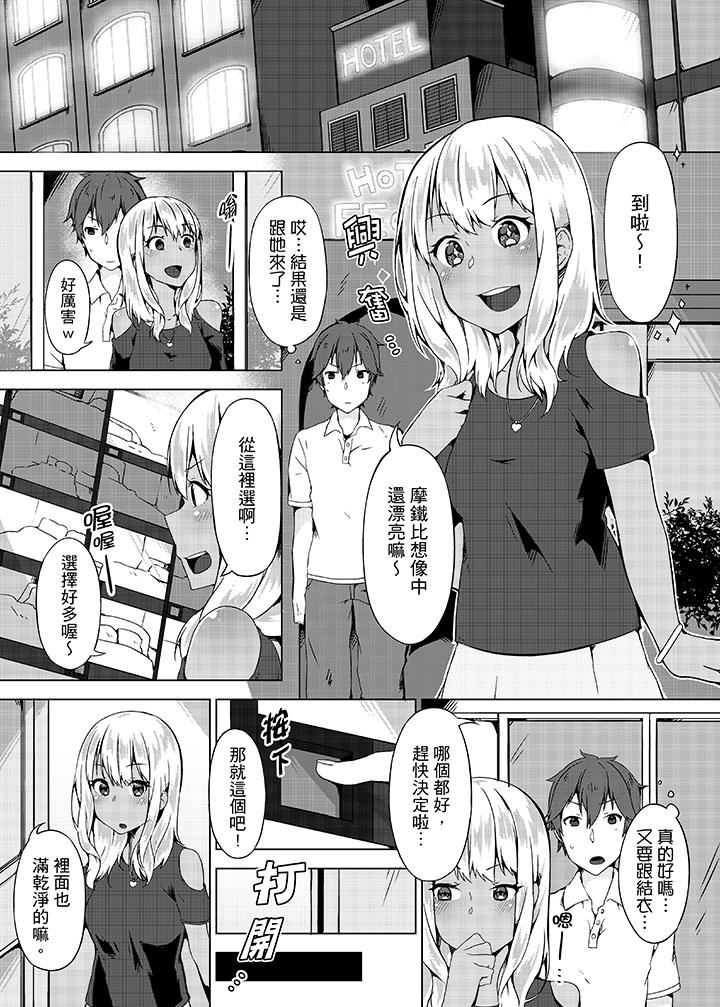 HOTEL
HOTEL
到啦～！
興奮
…
摩鐵比想像中
還漂亮嘛～
哎…結果還是
跟她來了…
嗡
好厲害
w
從這裡選啊…
喔喔～
選擇好多喔～
真的好嗎…
又要跟結衣…
嗯…
哪個都好，
趕快決定啦…
按下
那就這個吧！
打開…
裡面也
滿乾淨的嘛。